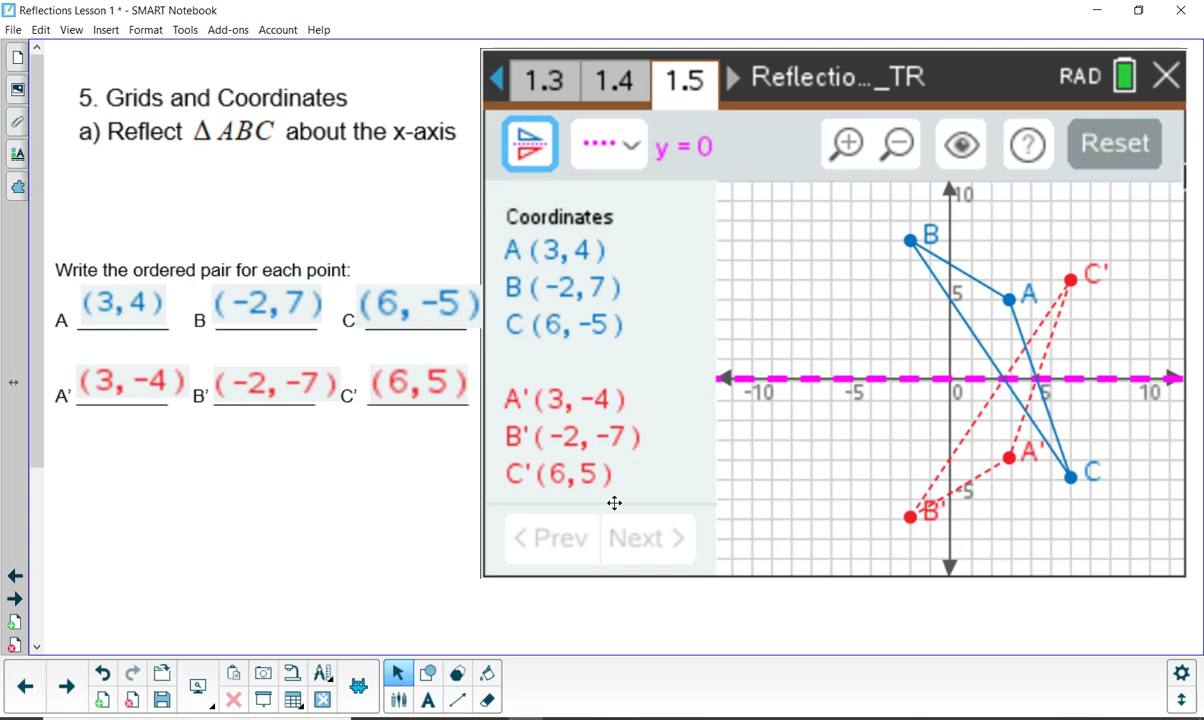 Reflections Lesson 1 * - SMART Notebook
File Edit View Insert Format Tools Add-ons Account Help
5. Grids and Coordinates
a) Reflect Δ ABC about the x-axis
Write the ordered pair for each point:
A (3, 4) B (-2, 7) C (6, -5)
A' (3, -4) B' (-2, -7) C' (6, 5)
1.3 1.4 1.5 Reflectio..._TR RAD
y = 0 ? Reset
Coordinates
A (3, 4)
B (-2, 7)
C (6, -5)
A' (3, -4)
B' (-2, -7)
C' (6, 5)
< Prev Next >
10
B
C'
5
A
-10 -5 0 5 10
A'
C
-5
B'
A